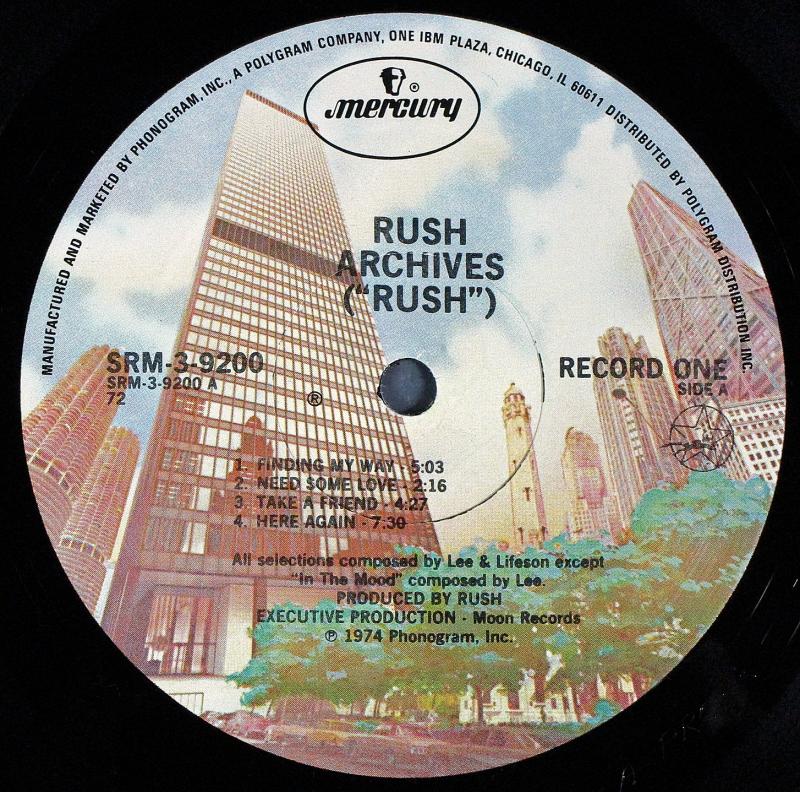 MANUFACTURED AND MARKETED BY PHONOGRAM, INC., A POLYGRAM COMPANY, ONE IBM PLAZA, CHICAGO, IL 60611 DISTRIBUTED BY POLYGRAM DISTRIBUTION INC.
®
mercury
RUSH
ARCHIVES
("RUSH")
SRM-3-9200
SRM-3-9200 A
72
®
RECORD ONE
SIDE A
1. FINDING MY WAY - 5:03
2. NEED SOME LOVE - 2:16
3. TAKE A FRIEND - 4:27
4. HERE AGAIN - 7:30
All selections composed by Lee & Lifeson except
"In The Mood" composed by Lee.
PRODUCED BY RUSH
EXECUTIVE PRODUCTION - Moon Records
℗ 1974 Phonogram, Inc.